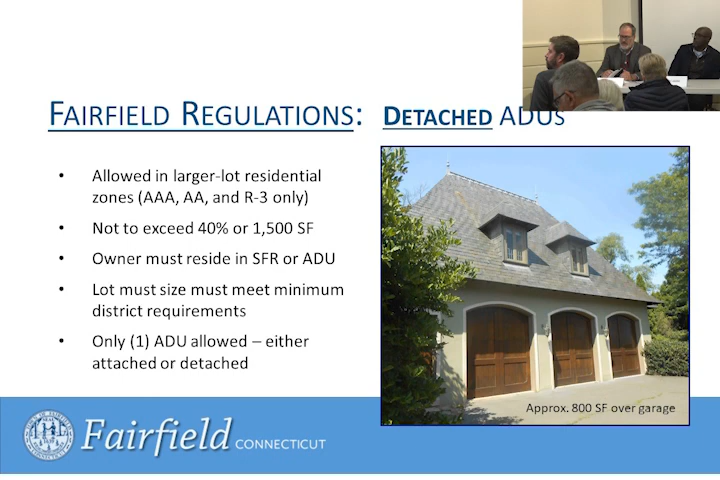 FAIRFIELD REGULATIONS: DETACHED ADUS
• Allowed in larger-lot residential
zones (AAA, AA, and R-3 only)
• Not to exceed 40% or 1,500 SF
• Owner must reside in SFR or ADU
• Lot must size must meet minimum
district requirements
• Only (1) ADU allowed – either
attached or detached
Approx. 800 SF over garage
Fairfield CONNECTICUT